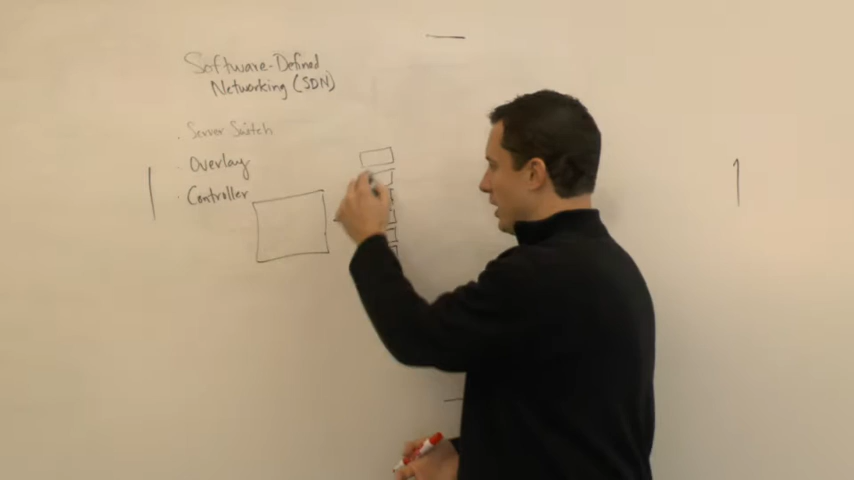 Software-Defined
Networking (SDN)
· Server Switch
· Overlay
· Controller